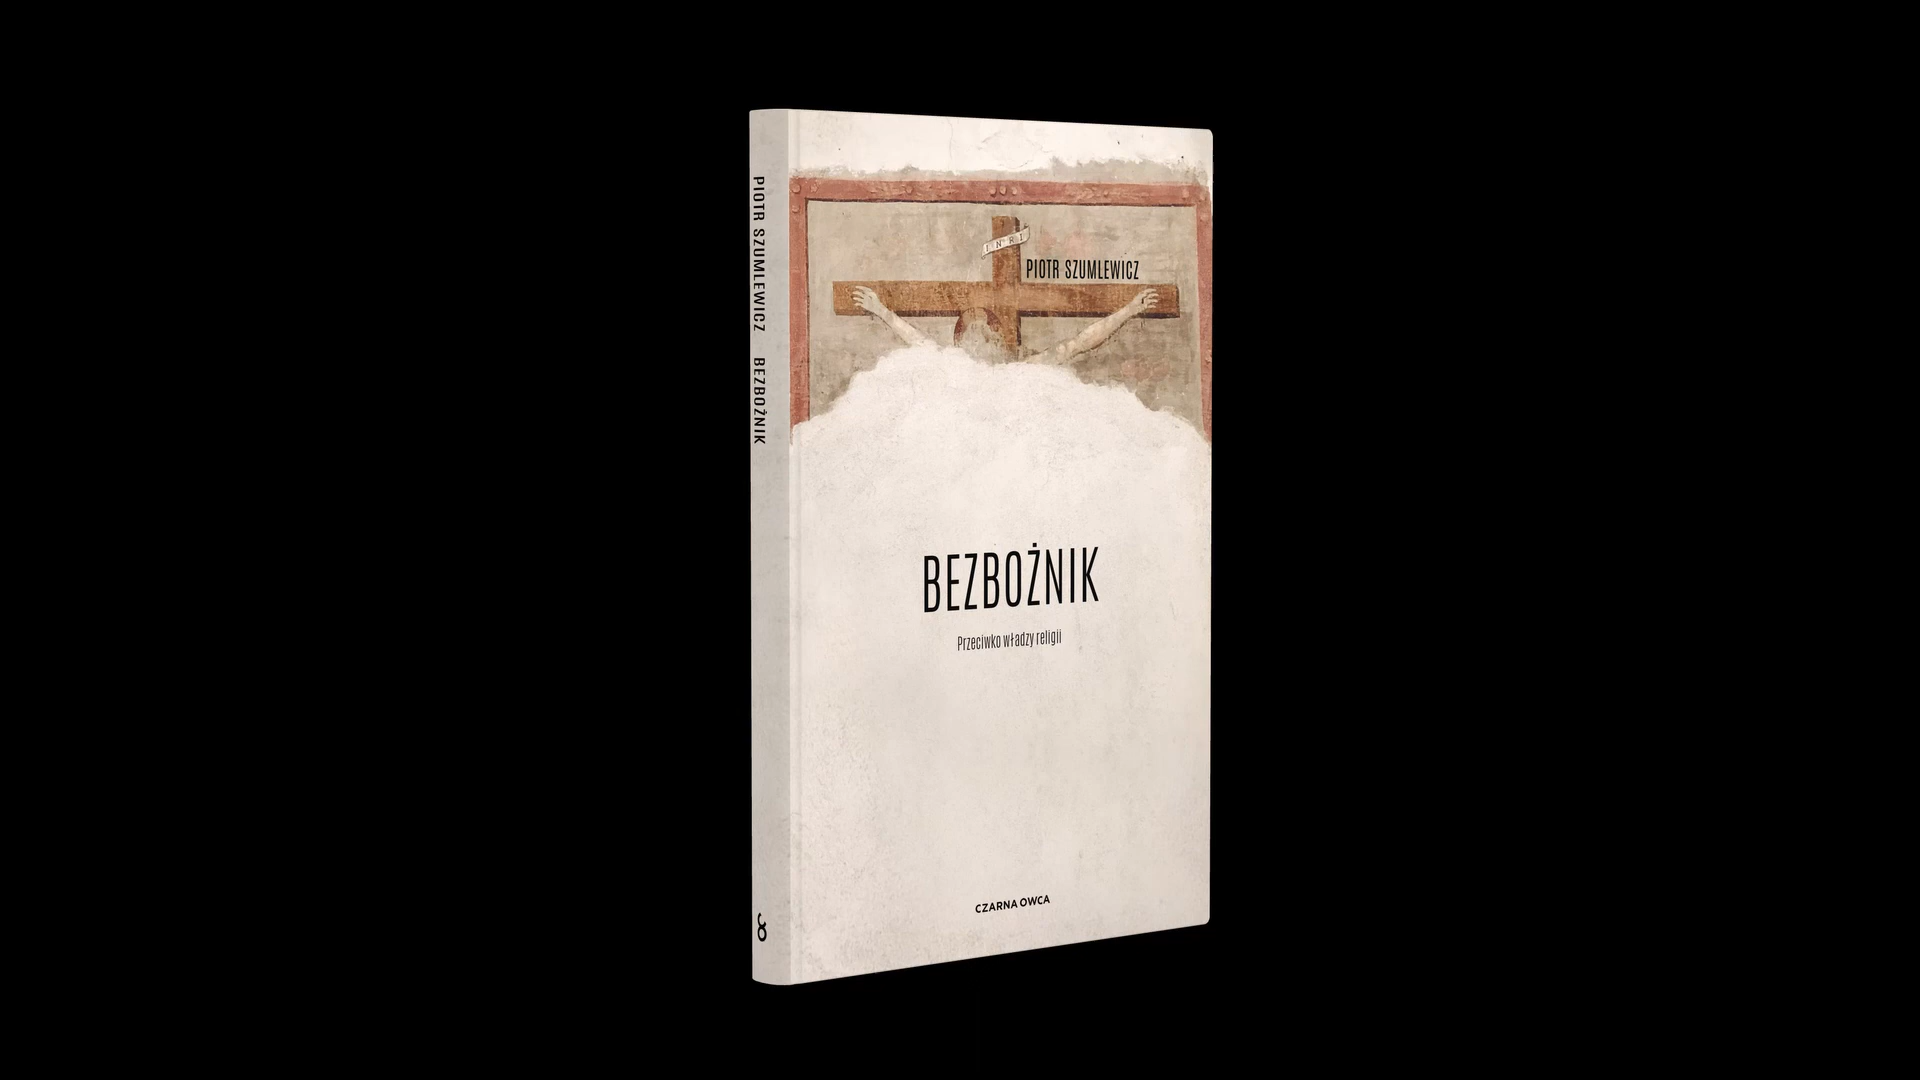 PIOTR SZUMLEWICZ BEZBOŻNIK
INRI
PIOTR SZUMLEWICZ
BEZBOŻNIK
Przeciwko władzy religii
CZARNA OWCA